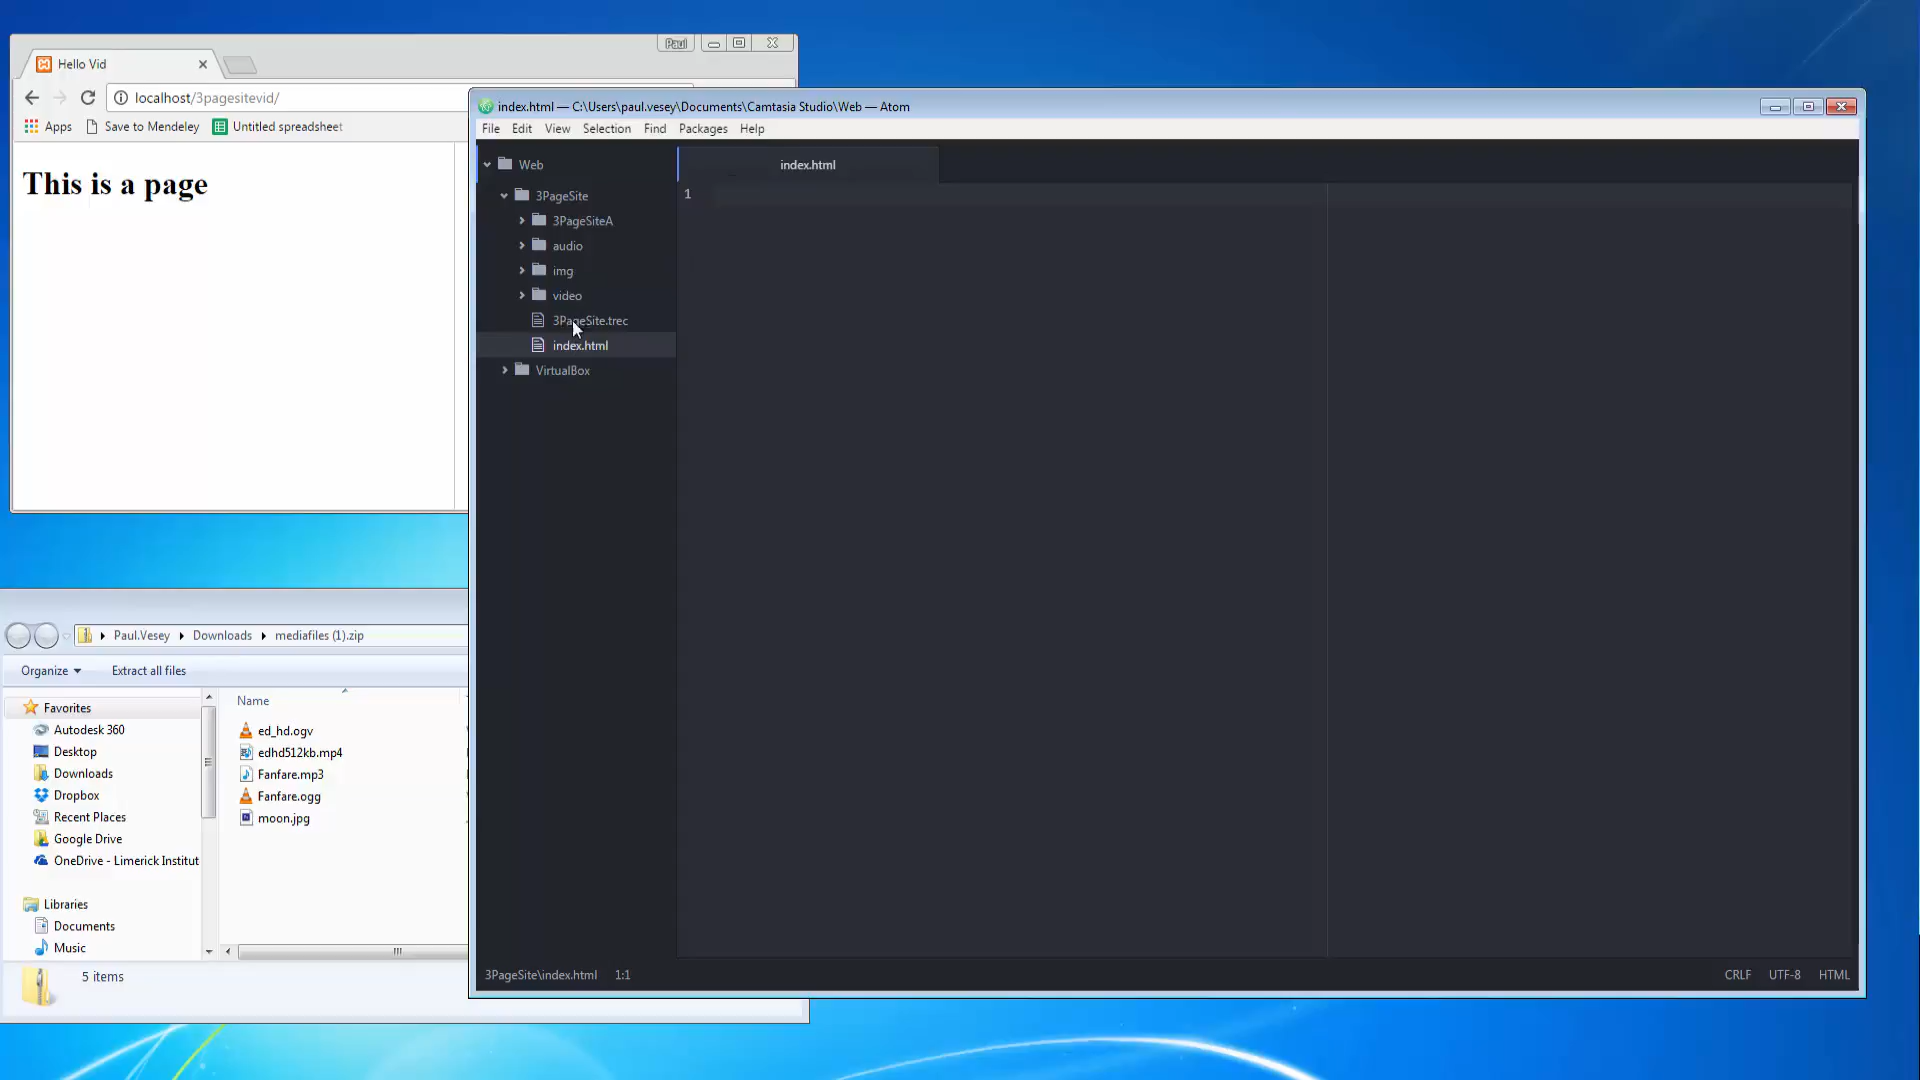 Paul
Hello Vid
localhost/3pagesitevid/
Apps Save to Mendeley Untitled spreadsheet
This is a page
index.html — C:\Users\paul.vesey\Documents\Camtasia Studio\Web — Atom
File Edit View Selection Find Packages Help
Web
3PageSite
3PageSiteA
audio
img
video
3PageSite.trec
index.html
VirtualBox
index.html
1
3PageSite\index.html 1:1
CRLF UTF-8 HTML
Paul.Vesey Downloads mediafiles (1).zip
Organize Extract all files
Favorites
Autodesk 360
Desktop
Downloads
Dropbox
Recent Places
Google Drive
OneDrive - Limerick Institut
Libraries
Documents
Music
Name
ed_hd.ogv
edhd512kb.mp4
Fanfare.mp3
Fanfare.ogg
moon.jpg
5 items